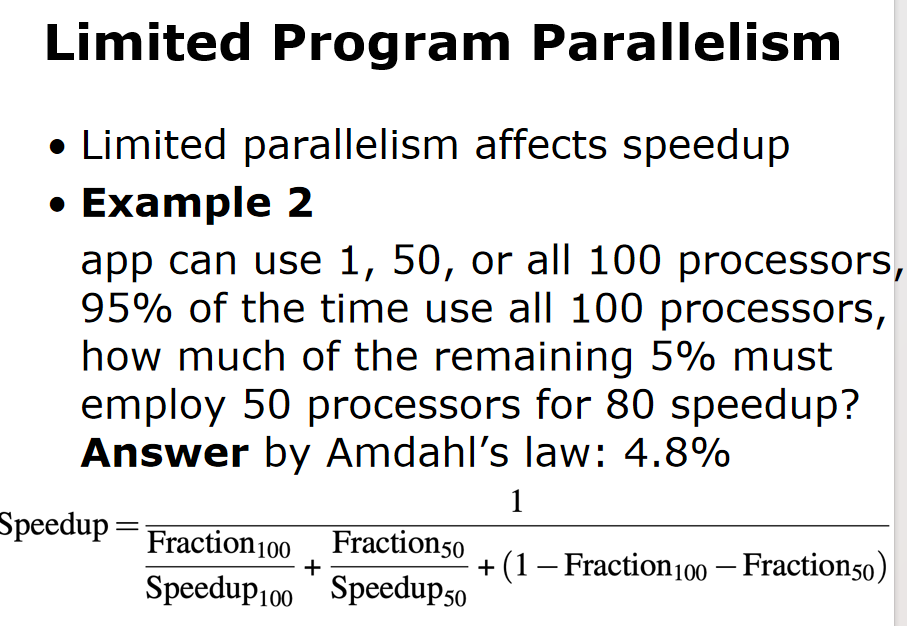 Limited Program Parallelism
• Limited parallelism affects speedup
• Example 2
app can use 1, 50, or all 100 processors,
95% of the time use all 100 processors,
how much of the remaining 5% must
employ 50 processors for 80 speedup?
Answer by Amdahl’s law: 4.8%
1
Speedup =
Fraction100 Fraction50
+ + (1 – Fraction100 – Fraction50)
Speedup100 Speedup50